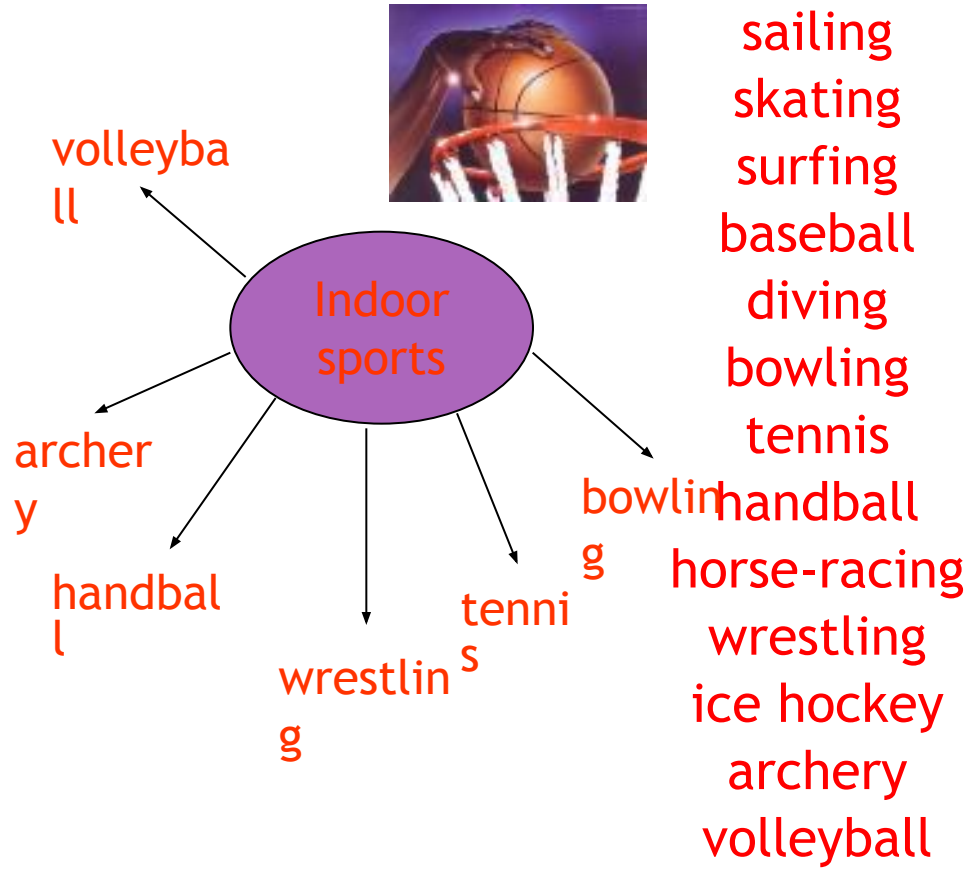 volleyba
ll
Indoor
sports
archer
y
handbal
l
wrestlin
g
tenni
s
bowlin
g
sailing
skating
surfing
baseball
diving
bowling
tennis
handball
horse-racing
wrestling
ice hockey
archery
volleyball